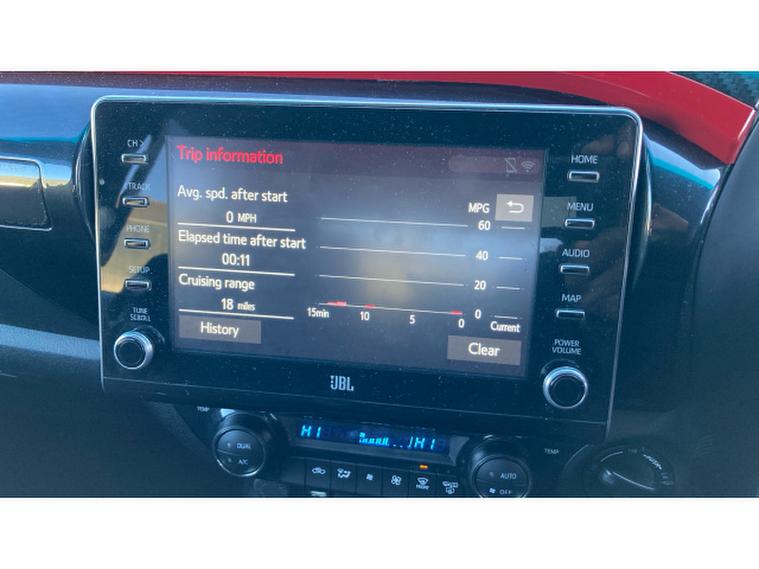 CH >
TRACK
PHONE
SETUP
TUNE
SCROLL
Trip information
Avg. spd. after start
0 MPH
Elapsed time after start
00:11
Cruising range
18 miles
History
MPG
60
40
20
0
15min 10 5 0 Current
Clear
HOME
MENU
AUDIO
MAP
POWER
VOLUME
JBL
TEMP
DUAL
A/C
HI
HI
TEMP
AUTO
OFF
FRONT